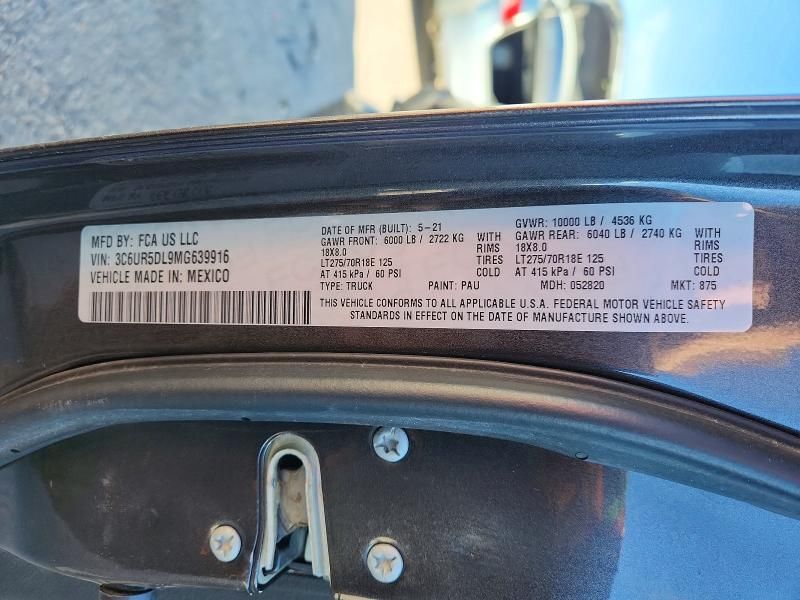 MFD BY: FCA US LLC
VIN: 3C6UR5DL9MG639916
VEHICLE MADE IN: MEXICO
DATE OF MFR (BUILT): 5-21
GAWR FRONT: 6000 LB / 2722 KG WITH
18X8.0 RIMS
LT275/70R18E 125 TIRES
AT 415 kPa / 60 PSI COLD
TYPE: TRUCK PAINT: PAU
GVWR: 10000 LB / 4536 KG
GAWR REAR: 6040 LB / 2740 KG WITH
18X8.0 RIMS
LT275/70R18E 125 TIRES
AT 415 kPa / 60 PSI COLD
MDH: 052820 MKT: 875
THIS VEHICLE CONFORMS TO ALL APPLICABLE U.S.A. FEDERAL MOTOR VEHICLE SAFETY
STANDARDS IN EFFECT ON THE DATE OF MANUFACTURE SHOWN ABOVE.